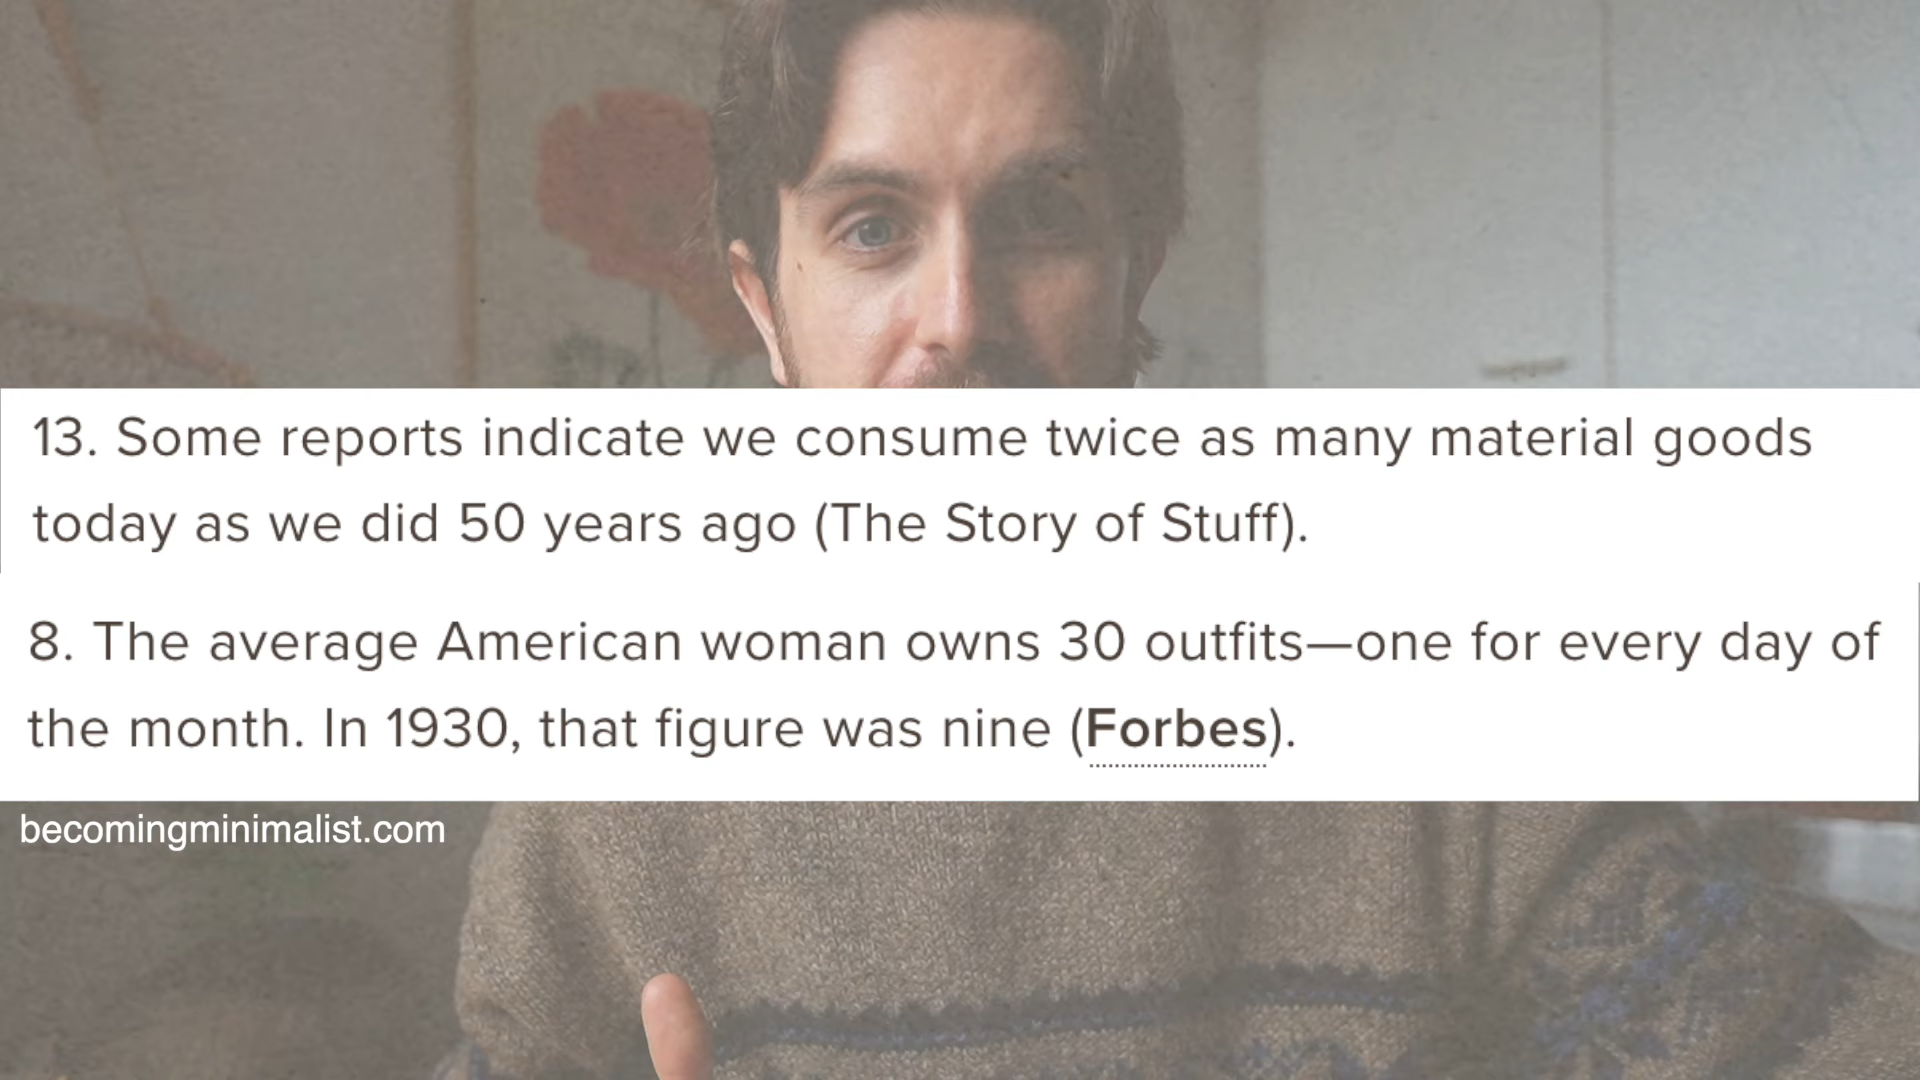 13. Some reports indicate we consume twice as many material goods
today as we did 50 years ago (The Story of Stuff).
8. The average American woman owns 30 outfits—one for every day of
the month. In 1930, that figure was nine (Forbes).
becomingminimalist.com